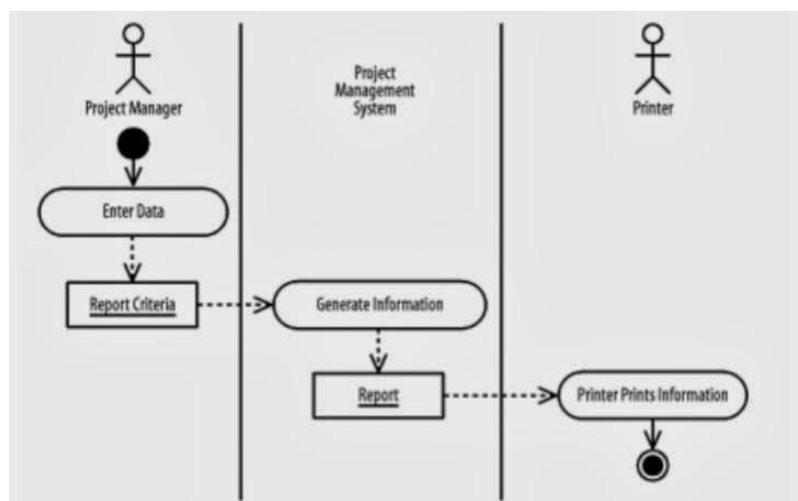 Project Manager
Project
Management
System
Printer
Enter Data
Report Criteria
Generate Information
Report
Printer Prints Information